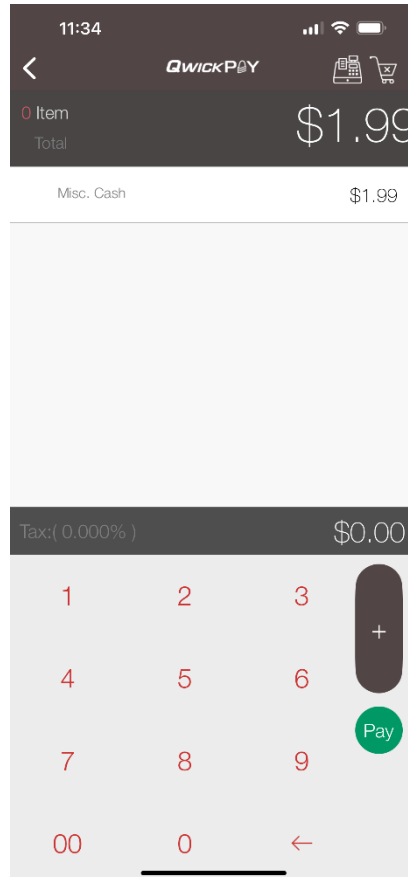 11:34
QWICKPAY
0 Item
$1.99
Total
Misc. Cash
$1.99
Tax:( 0.000% )
$0.00
1 2 3
+
4 5 6
Pay
7 8 9
00 0 ←